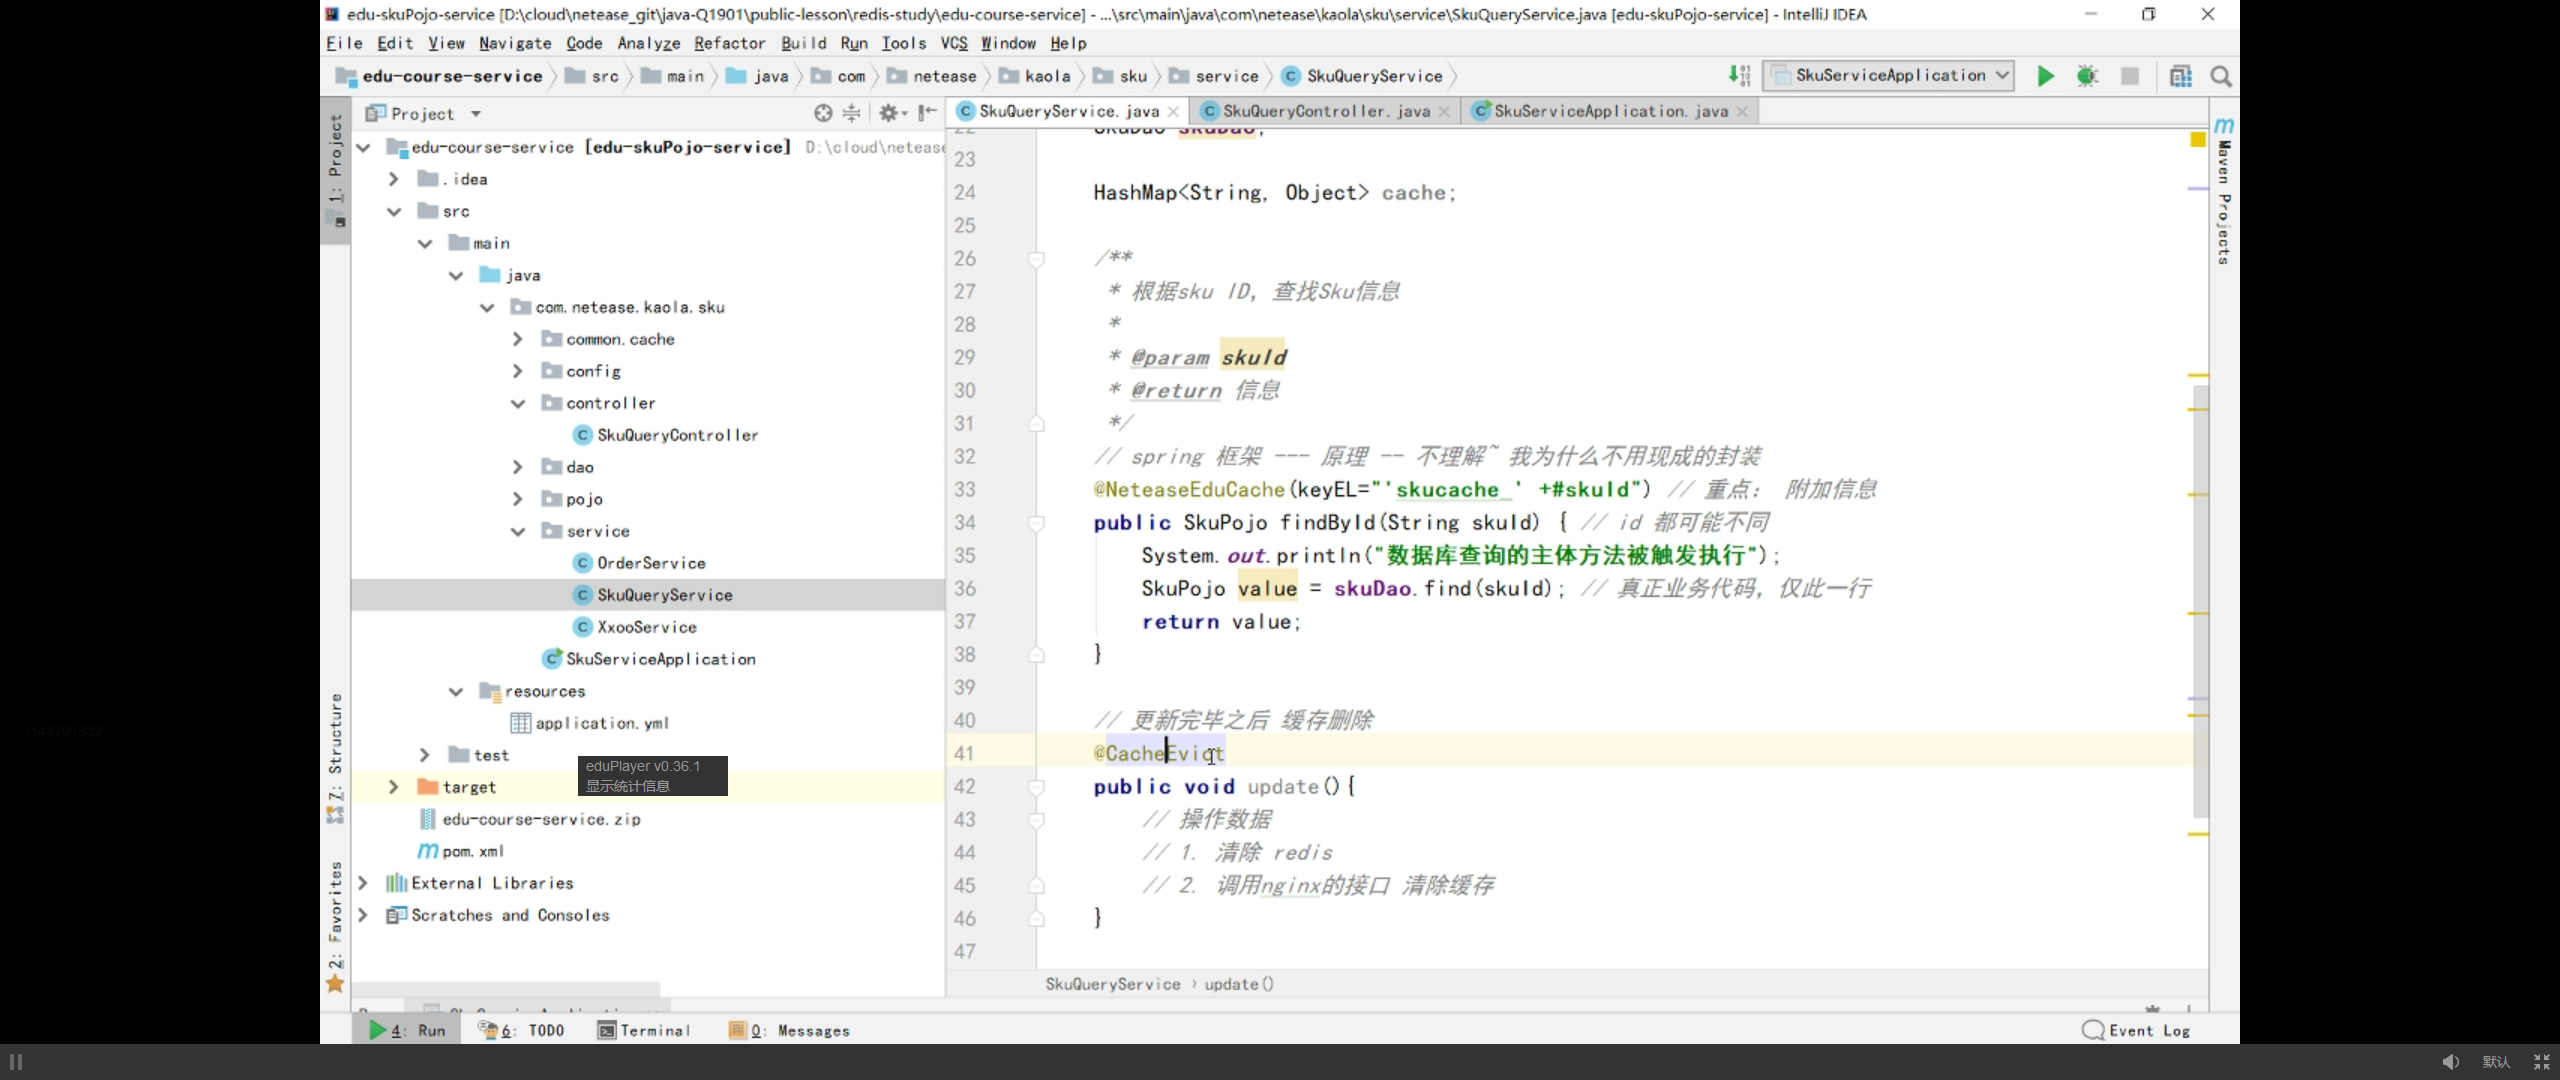 edu-skuPojo-service [D:\cloud\netease_git\java-Q1901\public-lesson\redis-study\edu-course-service] - ...\src\main\java\com\netease\kaola\sku\service\SkuQueryService.java [edu-skuPojo-service] - IntelliJ IDEA
File Edit View Navigate Code Analyze Refactor Build Run Tools VCS Window Help
edu-course-service src main java com netease kaola sku service SkuQueryService
SkuServiceApplication
Project
SkuQueryService.java SkuQueryController.java SkuServiceApplication.java
1: Project
7: Structure
2: Favorites
Maven Projects
edu-course-service [edu-skuPojo-service] D:\cloud\netease
.idea
src
main
java
com.netease.kaola.sku
common.cache
config
controller
SkuQueryController
dao
pojo
service
OrderService
SkuQueryService
XxooService
SkuServiceApplication
resources
application.yml
test
target
edu-course-service.zip
pom.xml
External Libraries
Scratches and Consoles
eduPlayer v0.36.1
显示统计信息
1144701332
22 SkuDao skuDao;
23
24 HashMap<String, Object> cache;
25
26 /**
27 * 根据sku ID，查找Sku信息
28 *
29 * @param skuId
30 * @return 信息
31 */
32 // spring 框架 --- 原理 -- 不理解~ 我为什么不用现成的封装
33 @NeteaseEduCache(keyEL="'skucache_' +#skuId") // 重点： 附加信息
34 public SkuPojo findById(String skuId) { // id 都可能不同
35 System.out.println("数据库查询的主体方法被触发执行");
36 SkuPojo value = skuDao.find(skuId); // 真正业务代码，仅此一行
37 return value;
38 }
39
40 // 更新完毕之后 缓存删除
41 @CacheEvict
42 public void update(){
43 // 操作数据
44 // 1. 清除 redis
45 // 2. 调用nginx的接口 清除缓存
46 }
47
SkuQueryService › update()
4: Run 6: TODO Terminal 0: Messages Event Log
默认